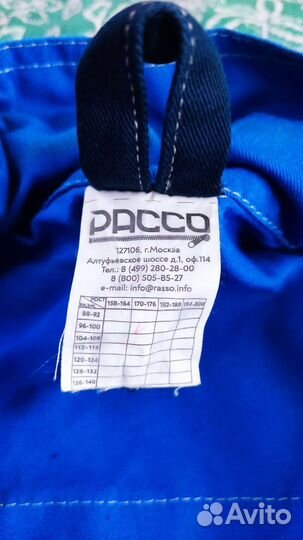 РАССО
127106, г.Москва
Алтуфьевское шоссе д.1, оф.114
Тел.: 8 (499) 280-28-00
8 (800) 505-85-27
e-mail: info@rasso.info
РОСТ 158-164 170-176 182-188 194-200
РАЗМ.
88-92
96-100
104-108
112-116
120-124
128-132
136-140
Avito